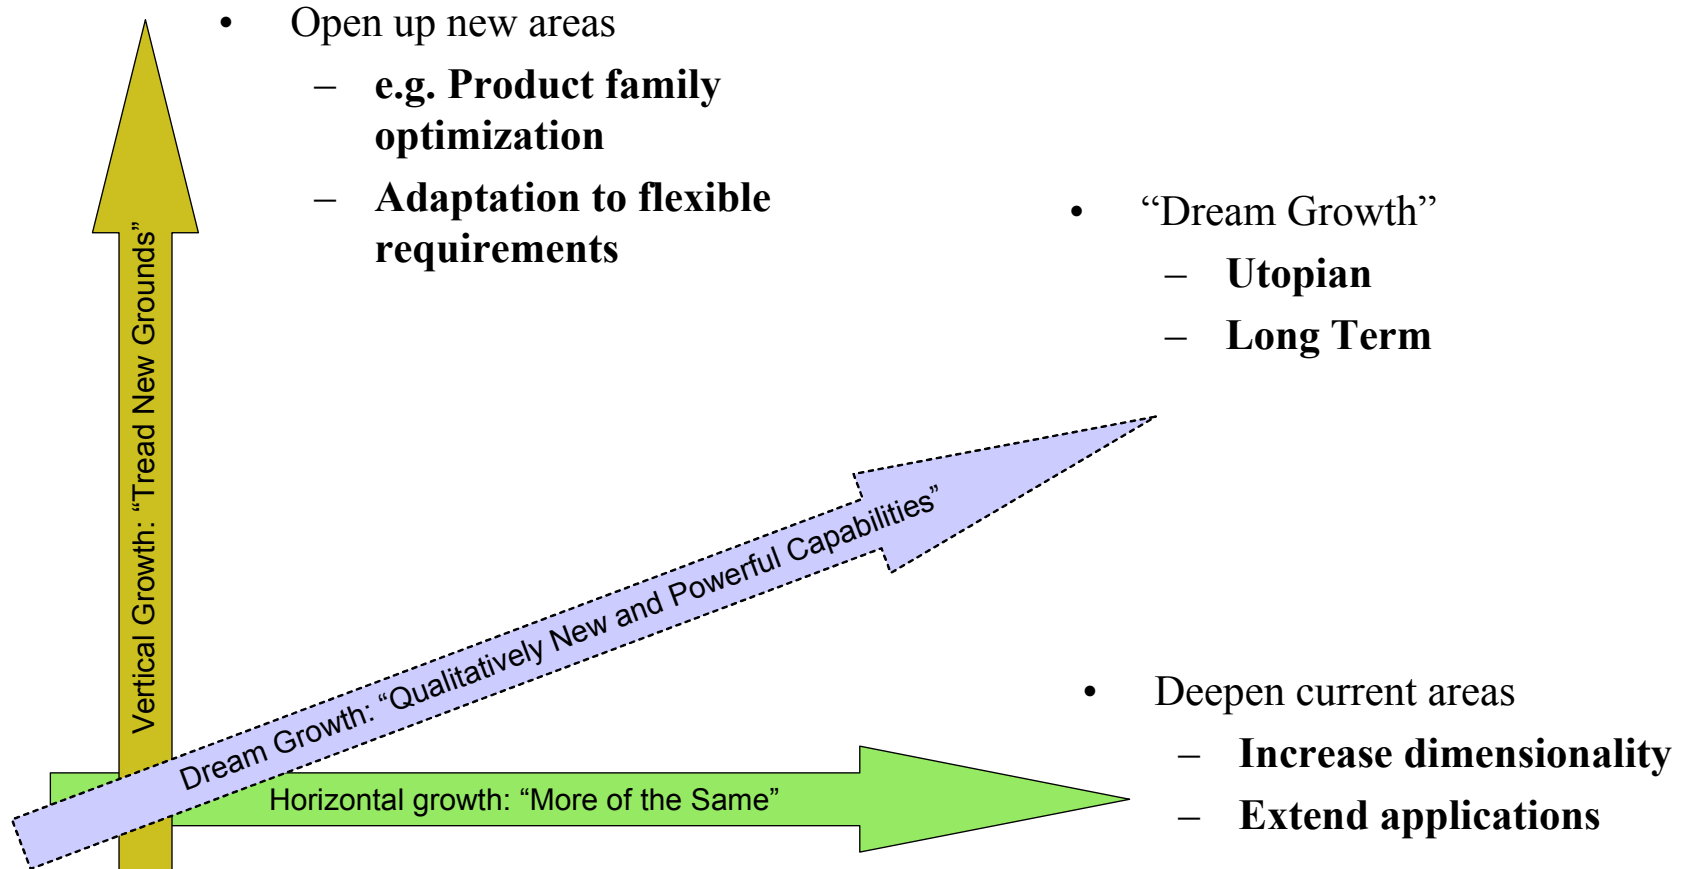 • Open up new areas
– e.g. Product family
optimization
– Adaptation to flexible
requirements
• “Dream Growth”
– Utopian
– Long Term
Vertical Growth: “Tread New Grounds”
Dream Growth: “Qualitatively New and Powerful Capabilities”
Horizontal growth: “More of the Same”
• Deepen current areas
– Increase dimensionality
– Extend applications